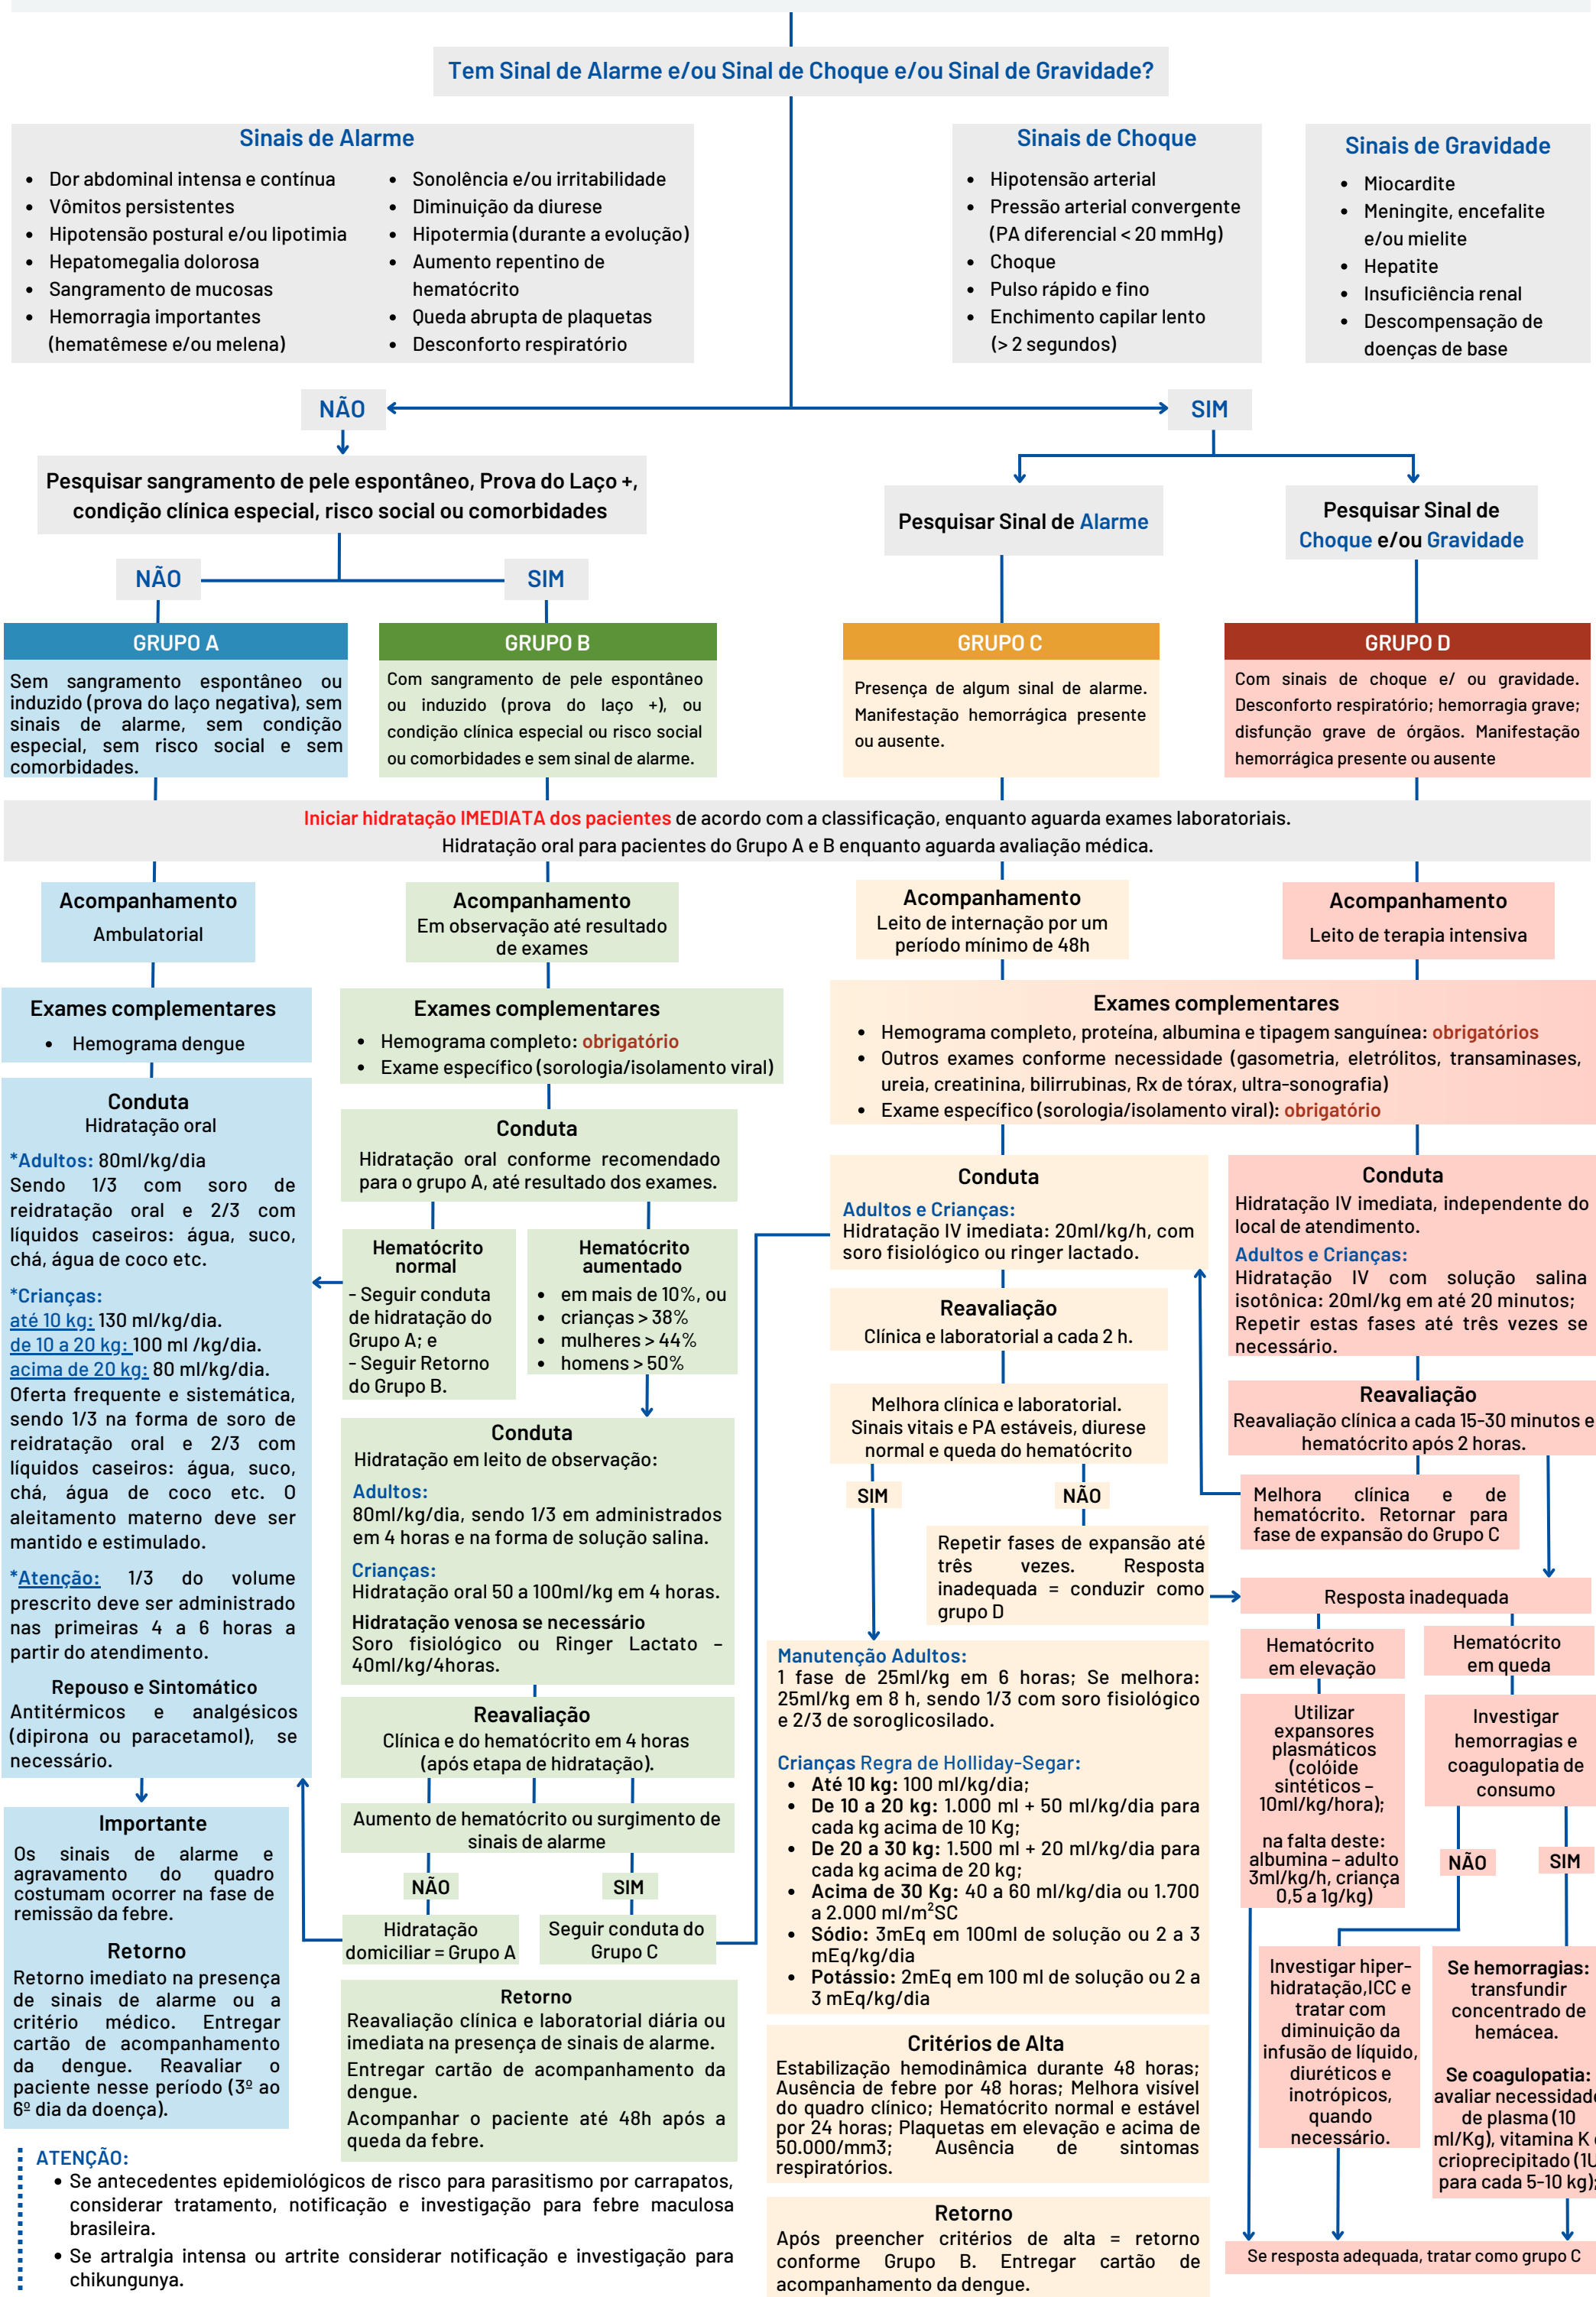 Tem Sinal de Alarme e/ou Sinal de Choque e/ou Sinal de Gravidade?
Sinais de Alarme
• Dor abdominal intensa e contínua
• Vômitos persistentes
• Hipotensão postural e/ou lipotimia
• Hepatomegalia dolorosa
• Sangramento de mucosas
• Hemorragia importantes
(hematêmese e/ou melena)
• Sonolência e/ou irritabilidade
• Diminuição da diurese
• Hipotermia (durante a evolução)
• Aumento repentino de
hematócrito
• Queda abrupta de plaquetas
• Desconforto respiratório
Sinais de Choque
• Hipotensão arterial
• Pressão arterial convergente
(PA diferencial < 20 mmHg)
• Choque
• Pulso rápido e fino
• Enchimento capilar lento
(> 2 segundos)
Sinais de Gravidade
• Miocardite
• Meningite, encefalite
e/ou mielite
• Hepatite
• Insuficiência renal
• Descompensação de
doenças de base
NÃO
SIM
Pesquisar sangramento de pele espontâneo, Prova do Laço +,
condição clínica especial, risco social ou comorbidades
Pesquisar Sinal de Alarme
Pesquisar Sinal de
Choque e/ou Gravidade
NÃO
SIM
GRUPO A
Sem sangramento espontâneo ou
induzido (prova do laço negativa), sem
sinais de alarme, sem condição
especial, sem risco social e sem
comorbidades.
GRUPO B
Com sangramento de pele espontâneo
ou induzido (prova do laço +), ou
condição clínica especial ou risco social
ou comorbidades e sem sinal de alarme.
GRUPO C
Presença de algum sinal de alarme.
Manifestação hemorrágica presente
ou ausente.
GRUPO D
Com sinais de choque e/ ou gravidade.
Desconforto respiratório; hemorragia grave;
disfunção grave de órgãos. Manifestação
hemorrágica presente ou ausente
Iniciar hidratação IMEDIATA dos pacientes de acordo com a classificação, enquanto aguarda exames laboratoriais.
Hidratação oral para pacientes do Grupo A e B enquanto aguarda avaliação médica.
Acompanhamento
Ambulatorial
Exames complementares
• Hemograma dengue
Conduta
Hidratação oral
*Adultos: 80ml/kg/dia
Sendo 1/3 com soro de
reidratação oral e 2/3 com
líquidos caseiros: água, suco,
chá, água de coco etc.
*Crianças:
até 10 kg: 130 ml/kg/dia.
de 10 a 20 kg: 100 ml /kg/dia.
acima de 20 kg: 80 ml/kg/dia.
Oferta frequente e sistemática,
sendo 1/3 na forma de soro de
reidratação oral e 2/3 com
líquidos caseiros: água, suco,
chá, água de coco etc. O
aleitamento materno deve ser
mantido e estimulado.
*Atenção: 1/3 do volume
prescrito deve ser administrado
nas primeiras 4 a 6 horas a
partir do atendimento.
Repouso e Sintomático
Antitérmicos e analgésicos
(dipirona ou paracetamol), se
necessário.
Importante
Os sinais de alarme e
agravamento do quadro
costumam ocorrer na fase de
remissão da febre.
Retorno
Retorno imediato na presença
de sinais de alarme ou a
critério médico. Entregar
cartão de acompanhamento
da dengue. Reavaliar o
paciente nesse período (3º ao
6º dia da doença).
Acompanhamento
Em observação até resultado
de exames
Exames complementares
• Hemograma completo: obrigatório
• Exame específico (sorologia/isolamento viral)
Conduta
Hidratação oral conforme recomendado
para o grupo A, até resultado dos exames.
Hematócrito
normal
- Seguir conduta
de hidratação do
Grupo A; e
- Seguir Retorno
do Grupo B.
Hematócrito
aumentado
• em mais de 10%, ou
• crianças > 38%
• mulheres > 44%
• homens > 50%
Conduta
Hidratação em leito de observação:
Adultos:
80ml/kg/dia, sendo 1/3 em administrados
em 4 horas e na forma de solução salina.
Crianças:
Hidratação oral 50 a 100ml/kg em 4 horas.
Hidratação venosa se necessário
Soro fisiológico ou Ringer Lactato –
40ml/kg/4horas.
Reavaliação
Clínica e do hematócrito em 4 horas
(após etapa de hidratação).
Aumento de hematócrito ou surgimento de
sinais de alarme
NÃO
SIM
Hidratação
domiciliar = Grupo A
Seguir conduta do
Grupo C
Retorno
Reavaliação clínica e laboratorial diária ou
imediata na presença de sinais de alarme.
Entregar cartão de acompanhamento da
dengue.
Acompanhar o paciente até 48h após a
queda da febre.
Acompanhamento
Leito de internação por um
período mínimo de 48h
Acompanhamento
Leito de terapia intensiva
Exames complementares
• Hemograma completo, proteína, albumina e tipagem sanguínea: obrigatórios
• Outros exames conforme necessidade (gasometria, eletrólitos, transaminases,
ureia, creatinina, bilirrubinas, Rx de tórax, ultra-sonografia)
• Exame específico (sorologia/isolamento viral): obrigatório
Conduta
Adultos e Crianças:
Hidratação IV imediata: 20ml/kg/h, com
soro fisiológico ou ringer lactado.
Reavaliação
Clínica e laboratorial a cada 2 h.
Melhora clínica e laboratorial.
Sinais vitais e PA estáveis, diurese
normal e queda do hematócrito
SIM
NÃO
Repetir fases de expansão até
três vezes. Resposta
inadequada = conduzir como
grupo D
Manutenção Adultos:
1 fase de 25ml/kg em 6 horas; Se melhora:
25ml/kg em 8 h, sendo 1/3 com soro fisiológico
e 2/3 de soroglicosilado.
Crianças Regra de Holliday-Segar:
• Até 10 kg: 100 ml/kg/dia;
• De 10 a 20 kg: 1.000 ml + 50 ml/kg/dia para
cada kg acima de 10 Kg;
• De 20 a 30 kg: 1.500 ml + 20 ml/kg/dia para
cada kg acima de 20 kg;
• Acima de 30 Kg: 40 a 60 ml/kg/dia ou 1.700
a 2.000 ml/m²SC
• Sódio: 3mEq em 100ml de solução ou 2 a 3
mEq/kg/dia
• Potássio: 2mEq em 100 ml de solução ou 2 a
3 mEq/kg/dia
Critérios de Alta
Estabilização hemodinâmica durante 48 horas;
Ausência de febre por 48 horas; Melhora visível
do quadro clínico; Hematócrito normal e estável
por 24 horas; Plaquetas em elevação e acima de
50.000/mm3; Ausência de sintomas
respiratórios.
Retorno
Após preencher critérios de alta = retorno
conforme Grupo B. Entregar cartão de
acompanhamento da dengue.
Conduta
Hidratação IV imediata, independente do
local de atendimento.
Adultos e Crianças:
Hidratação IV com solução salina
isotônica: 20ml/kg em até 20 minutos;
Repetir estas fases até três vezes se
necessário.
Reavaliação
Reavaliação clínica a cada 15-30 minutos e
hematócrito após 2 horas.
Melhora clínica e de
hematócrito. Retornar para
fase de expansão do Grupo C
Resposta inadequada
Hematócrito
em elevação
Utilizar
expansores
plasmáticos
(colóide
sintéticos –
10ml/kg/hora);
na falta deste:
albumina – adulto
3ml/kg/h, criança
0,5 a 1g/kg)
Hematócrito
em queda
Investigar
hemorragias e
coagulopatia de
consumo
NÃO
SIM
Investigar hiper-
hidratação,ICC e
tratar com
diminuição da
infusão de líquido,
diuréticos e
inotrópicos,
quando
necessário.
Se hemorragias:
transfundir
concentrado de
hemácea.
Se coagulopatia:
avaliar necessidade
de plasma (10
ml/Kg), vitamina K
crioprecipitado (1U
para cada 5-10 kg);
Se resposta adequada, tratar como grupo C
ATENÇÃO:
• Se antecedentes epidemiológicos de risco para parasitismo por carrapatos,
considerar tratamento, notificação e investigação para febre maculosa
brasileira.
• Se artralgia intensa ou artrite considerar notificação e investigação para
chikungunya.